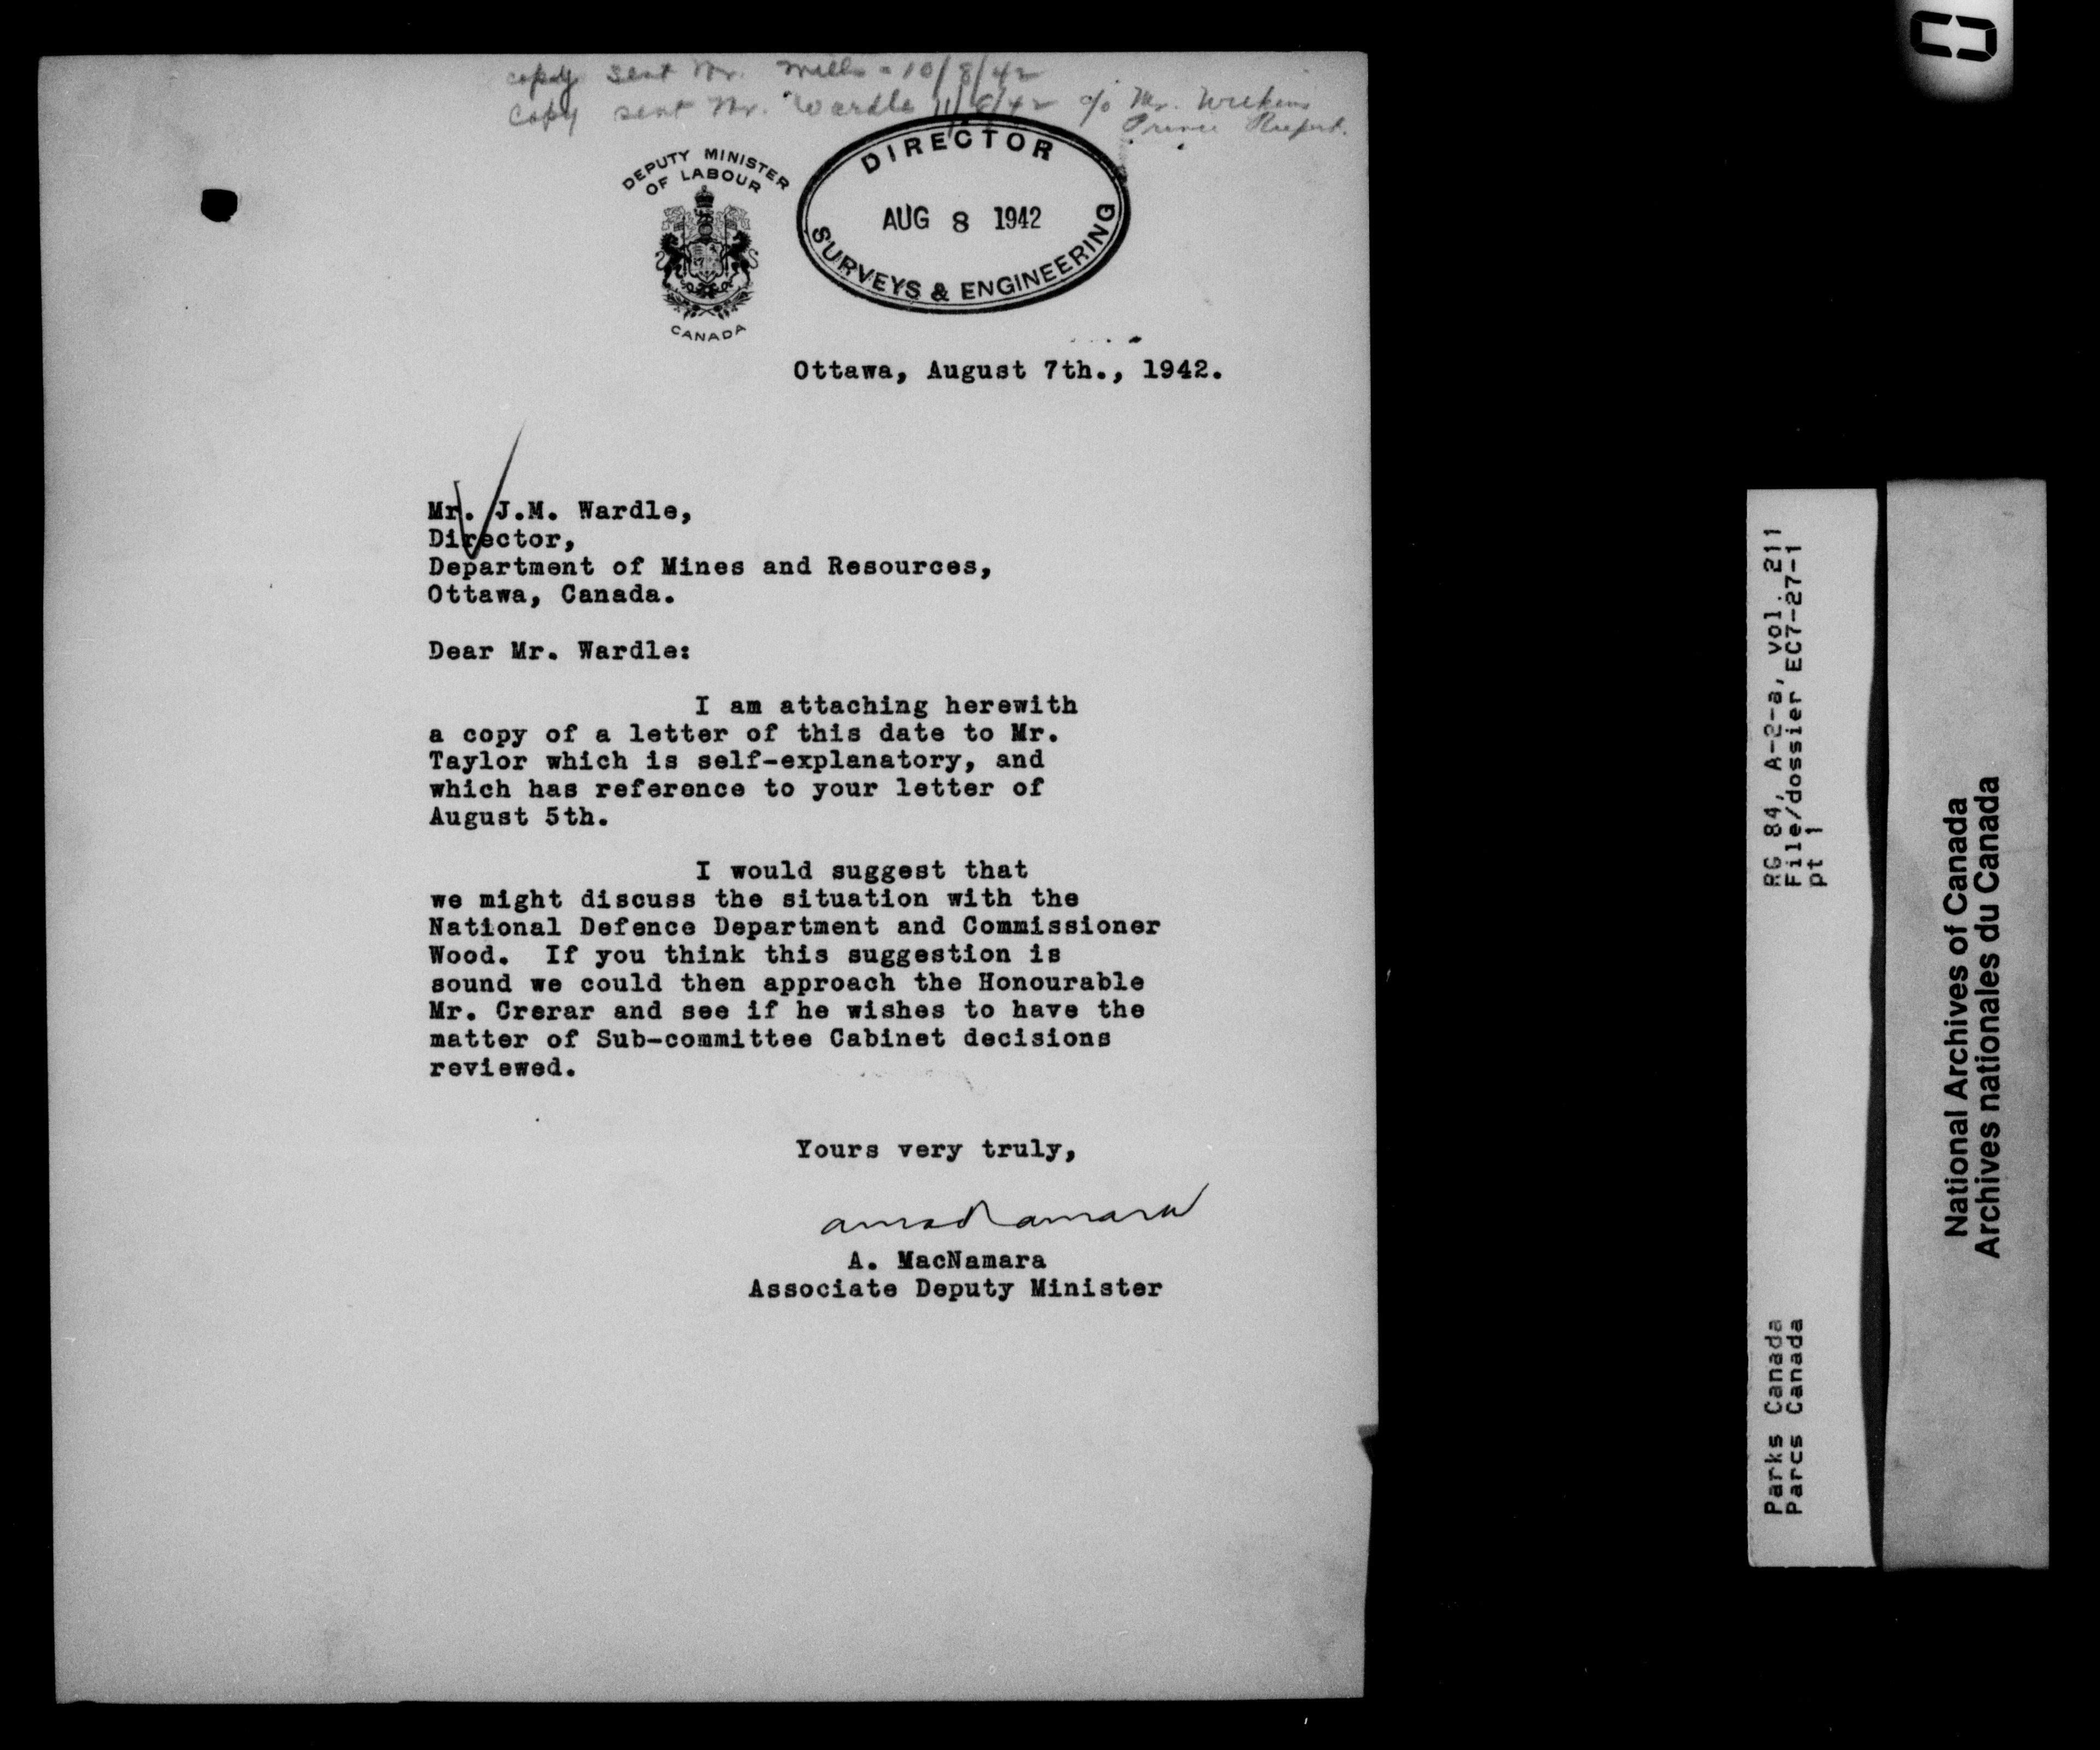 copy sent Mr. Mills - 10/8/42
Copy sent Mr. Wardle 11/8/42 c/o Mr.
Prince Rupert.
DEPUTY MINISTER
OF LABOUR
CANADA
DIRECTOR
AUG 8 1942
SURVEYS & ENGINEERING
Ottawa, August 7th., 1942.
Mr. J.M. Wardle,
Director,
Department of Mines and Resources,
Ottawa, Canada.
Dear Mr. Wardle:
I am attaching herewith
a copy of a letter of this date to Mr.
Taylor which is self-explanatory, and
which has reference to your letter of
August 5th.
I would suggest that
we might discuss the situation with the
National Defence Department and Commissioner
Wood. If you think this suggestion is
sound we could then approach the Honourable
Mr. Crerar and see if he wishes to have the
matter of Sub-committee Cabinet decisions
reviewed.
Yours very truly,
A MacNamara
A. MacNamara
Associate Deputy Minister
RG 84, A-2-a, vol. 211
File/dossier EC7-27-1
pt 1
Parks Canada
Parcs Canada
National Archives of Canada
Archives nationales du Canada